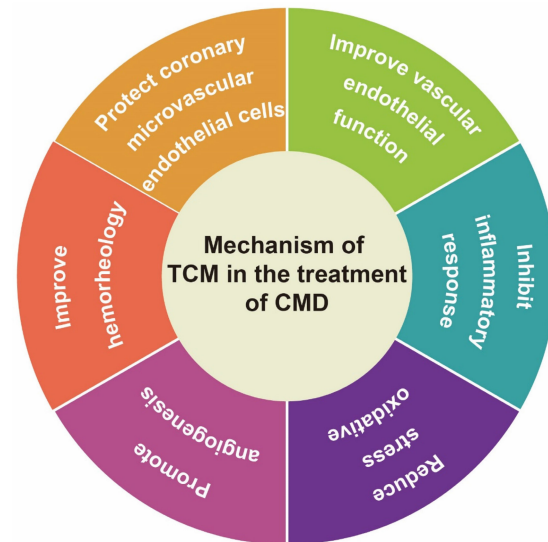 Mechanism of
TCM in the treatment
of CMD
Improve vascular
endothelial
function
Inhibit
inflammatory
response
Reduce
oxidative
stress
Promote
angiogenesis
Improve
hemorheology
Protect coronary
microvascular
endothelial cells